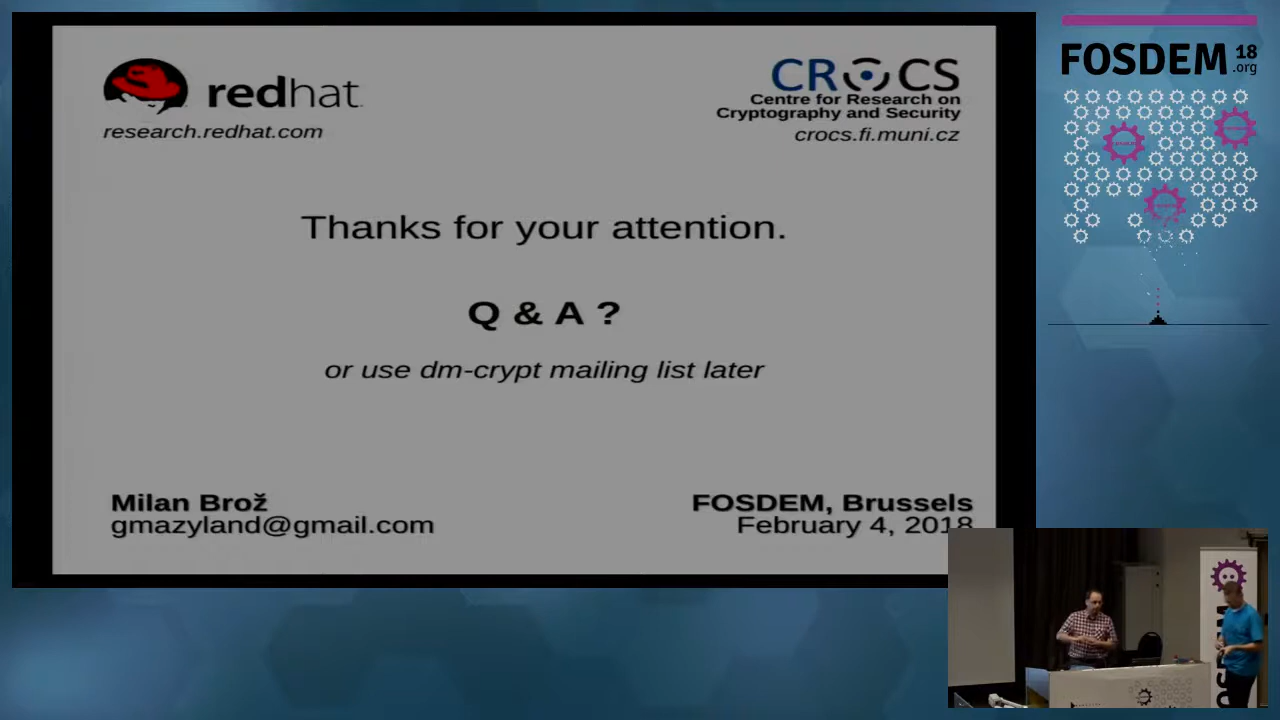 redhat
research.redhat.com
CROCS
Centre for Research on
Cryptography and Security
crocs.fi.muni.cz
Thanks for your attention.
Q & A ?
or use dm-crypt mailing list later
Milan Brož
gmazyland@gmail.com
FOSDEM, Brussels
February 4, 2018
FOSDEM 18
.org